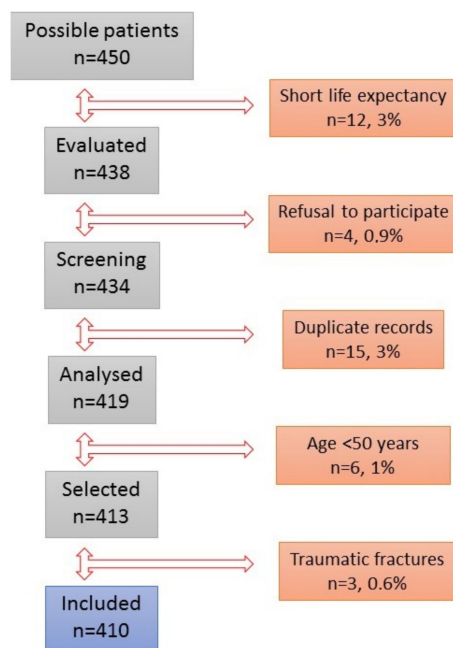 Possible patients
n=450
Short life expectancy
n=12, 3%
Evaluated
n=438
Refusal to participate
n=4, 0.9%
Screening
n=434
Duplicate records
n=15, 3%
Analysed
n=419
Age <50 years
n=6, 1%
Selected
n=413
Traumatic fractures
n=3, 0.6%
Included
n=410